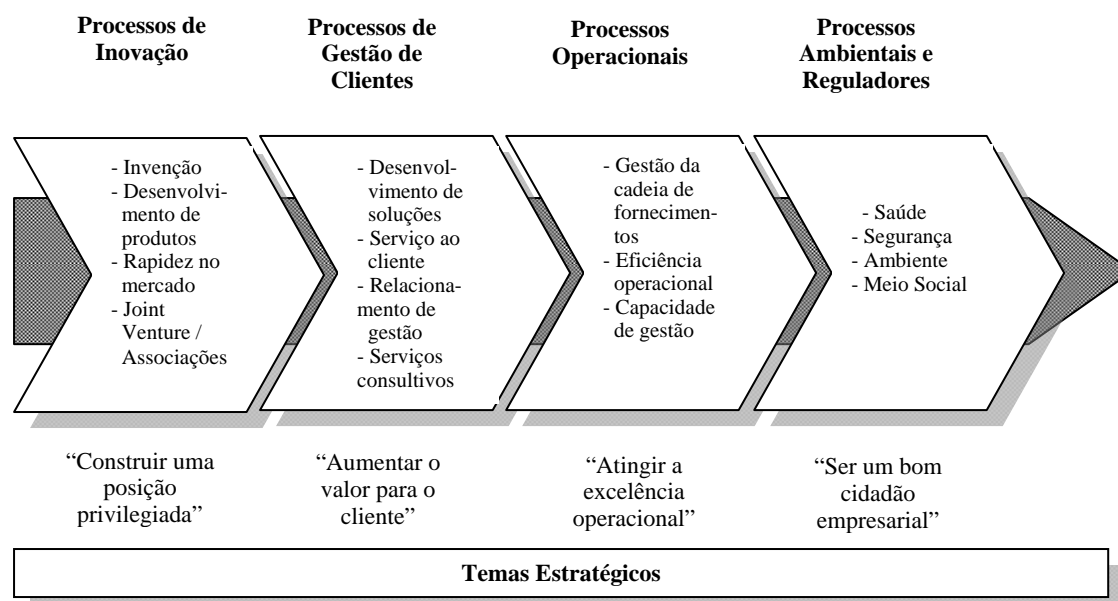 Processos de
Inovação
Processos de
Gestão de
Clientes
Processos
Operacionais
Processos
Ambientais e
Reguladores
- Invenção
- Desenvolvi-
mento de
produtos
- Rapidez no
mercado
- Joint
Venture /
Associações
- Desenvol-
vimento de
soluções
- Serviço ao
cliente
- Relaciona-
mento de
gestão
- Serviços
consultivos
- Gestão da
cadeia de
fornecimen-
tos
- Eficiência
operacional
- Capacidade
de gestão
- Saúde
- Segurança
- Ambiente
- Meio Social
“Construir uma
posição
privilegiada”
“Aumentar o
valor para o
cliente”
“Atingir a
excelência
operacional”
“Ser um bom
cidadão
empresarial”
Temas Estratégicos